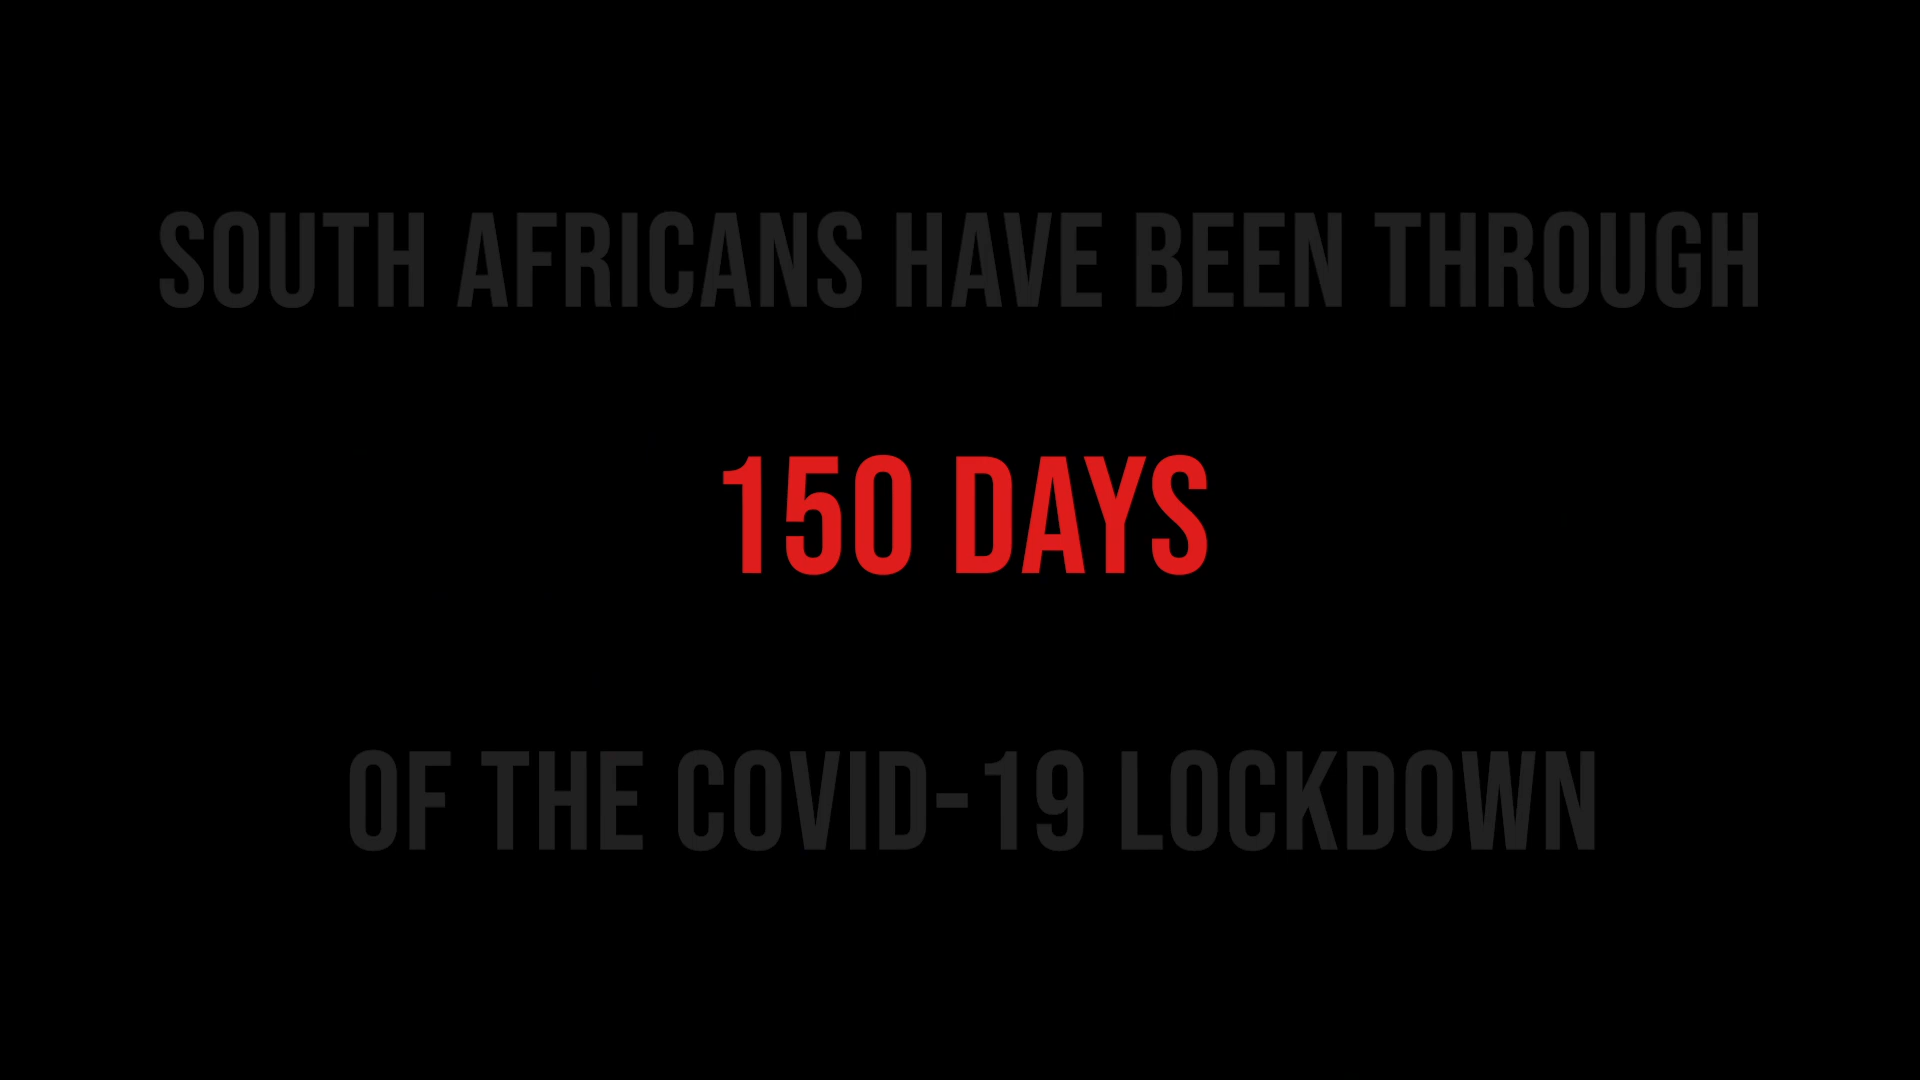 SOUTH AFRICANS HAVE BEEN THROUGH
150 DAYS
OF THE COVID-19 LOCKDOWN